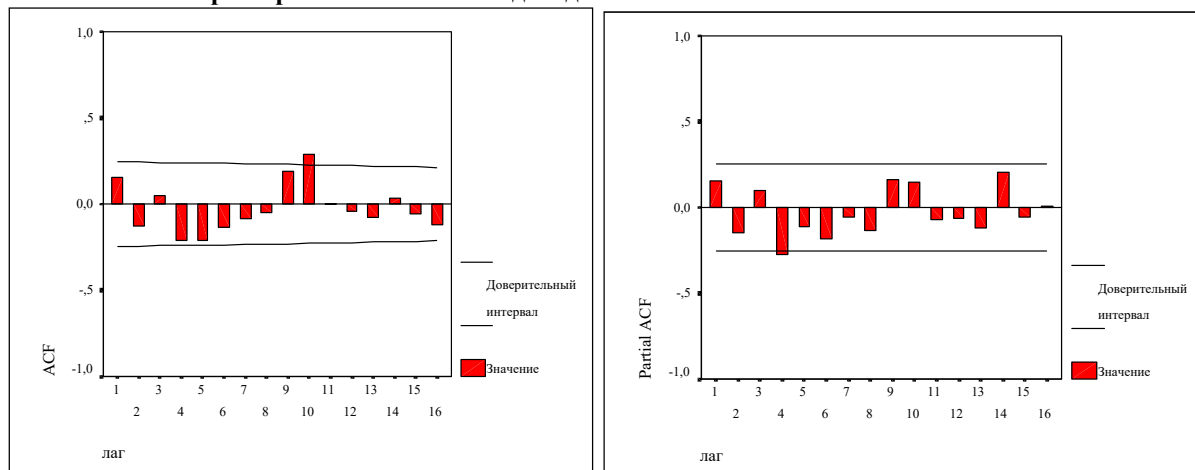 1,0
,5
0,0
-,5
-1,0
ACF
1 3 5 7 9 11 13 15
2 4 6 8 10 12 14 16
лаг
Доверительный
интервал
Значение
1,0
,5
0,0
-,5
-1,0
Partial ACF
1 3 5 7 9 11 13 15
2 4 6 8 10 12 14 16
лаг
Доверительный
интервал
Значение